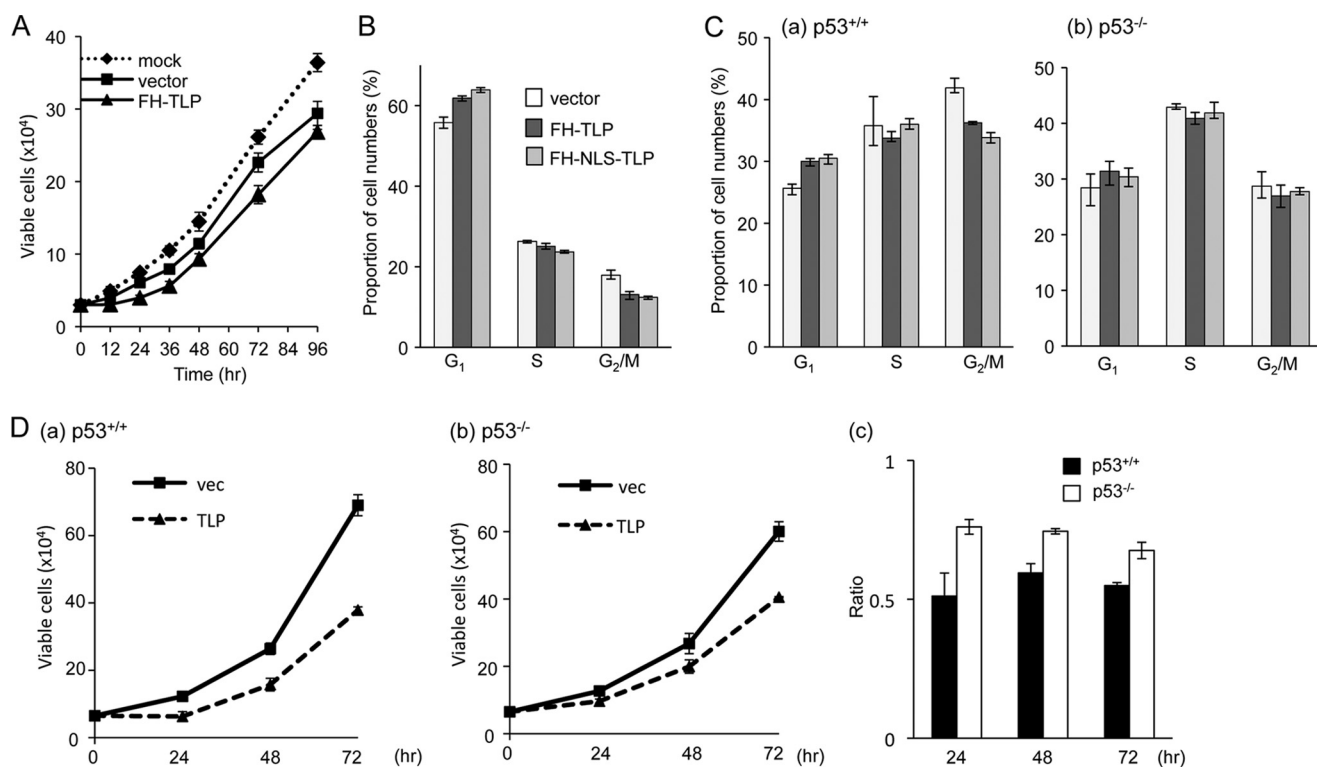 A
mock
vector
FH-TLP
Viable cells (x10⁴)
40
30
20
10
0
0 12 24 36 48 60 72 84 96
Time (hr)
B
Proportion of cell numbers (%)
60
40
20
0
vector
FH-TLP
FH-NLS-TLP
G₁ S G₂/M
C
(a) p53⁺/⁺
Proportion of cell numbers (%)
50
40
30
20
10
0
G₁ S G₂/M
(b) p53⁻/⁻
50
40
30
20
10
0
G₁ S G₂/M
D (a) p53⁺/⁺
vec
TLP
Viable cells (x10⁴)
80
60
40
20
0
0 24 48 72 (hr)
(b) p53⁻/⁻
vec
TLP
Viable cells (x10⁴)
80
60
40
20
0
0 24 48 72 (hr)
(c)
p53⁺/⁺
p53⁻/⁻
Ratio
1
0.5
0
24 48 72 (hr)